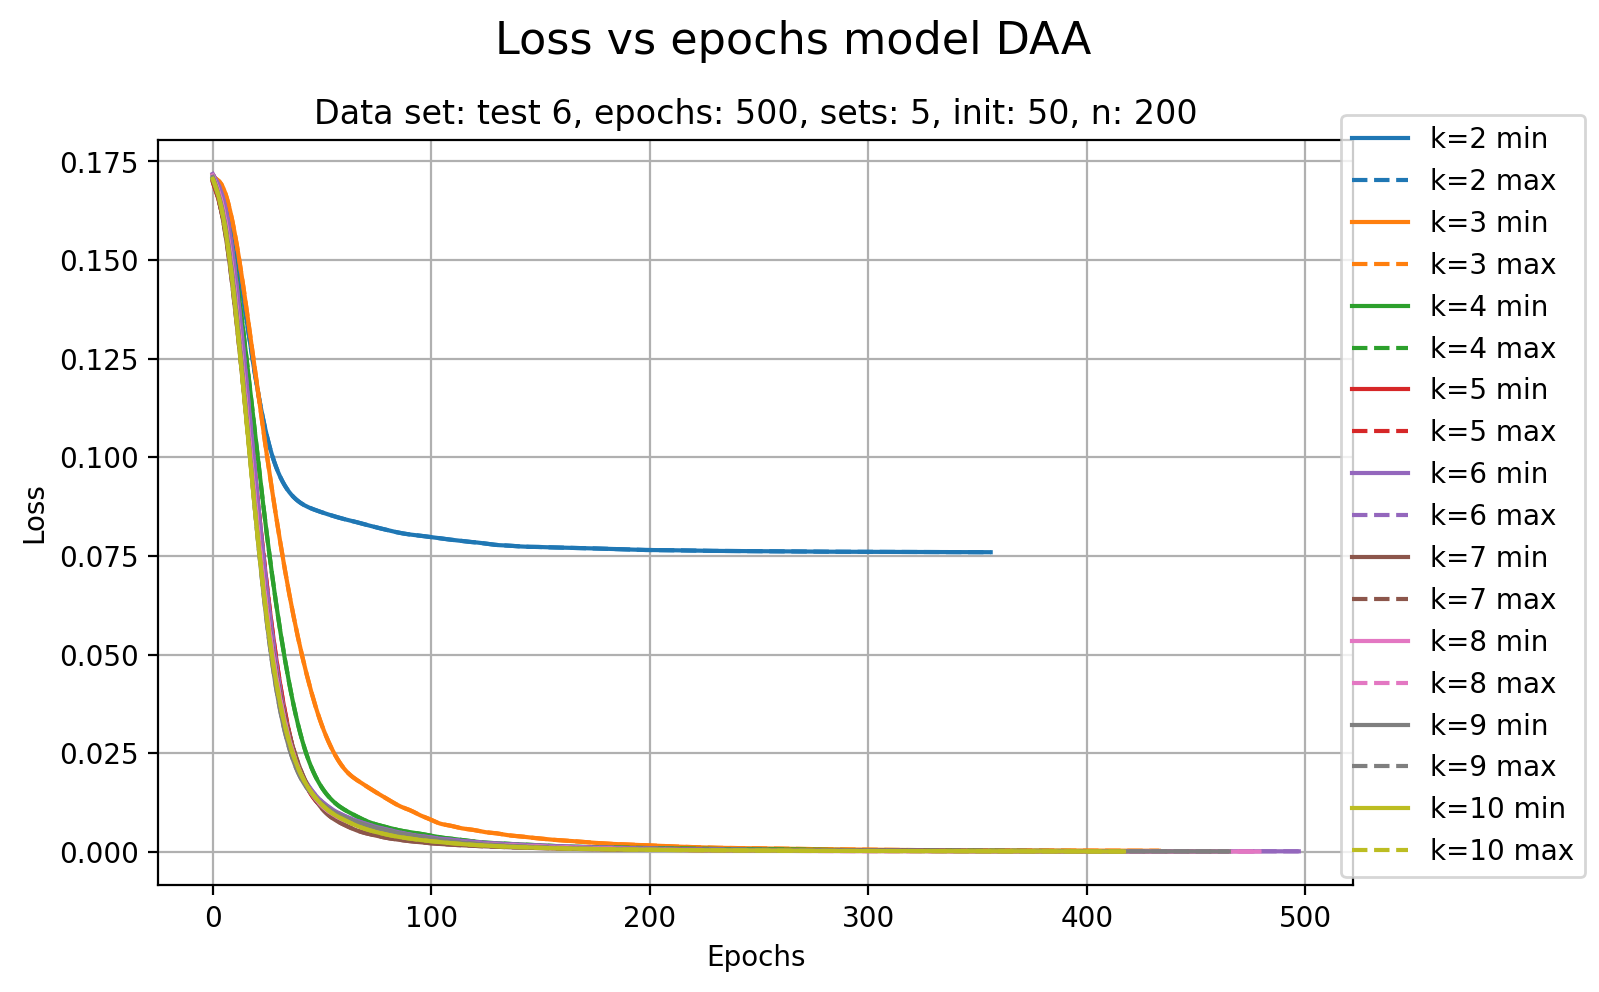 Loss vs epochs model DAA
Data set: test 6, epochs: 500, sets: 5, init: 50, n: 200
0.175
0.150
0.125
0.100
0.075
0.050
0.025
0.000
Loss
0 100 200 300 400 500
Epochs
k=2 min
k=2 max
k=3 min
k=3 max
k=4 min
k=4 max
k=5 min
k=5 max
k=6 min
k=6 max
k=7 min
k=7 max
k=8 min
k=8 max
k=9 min
k=9 max
k=10 min
k=10 max